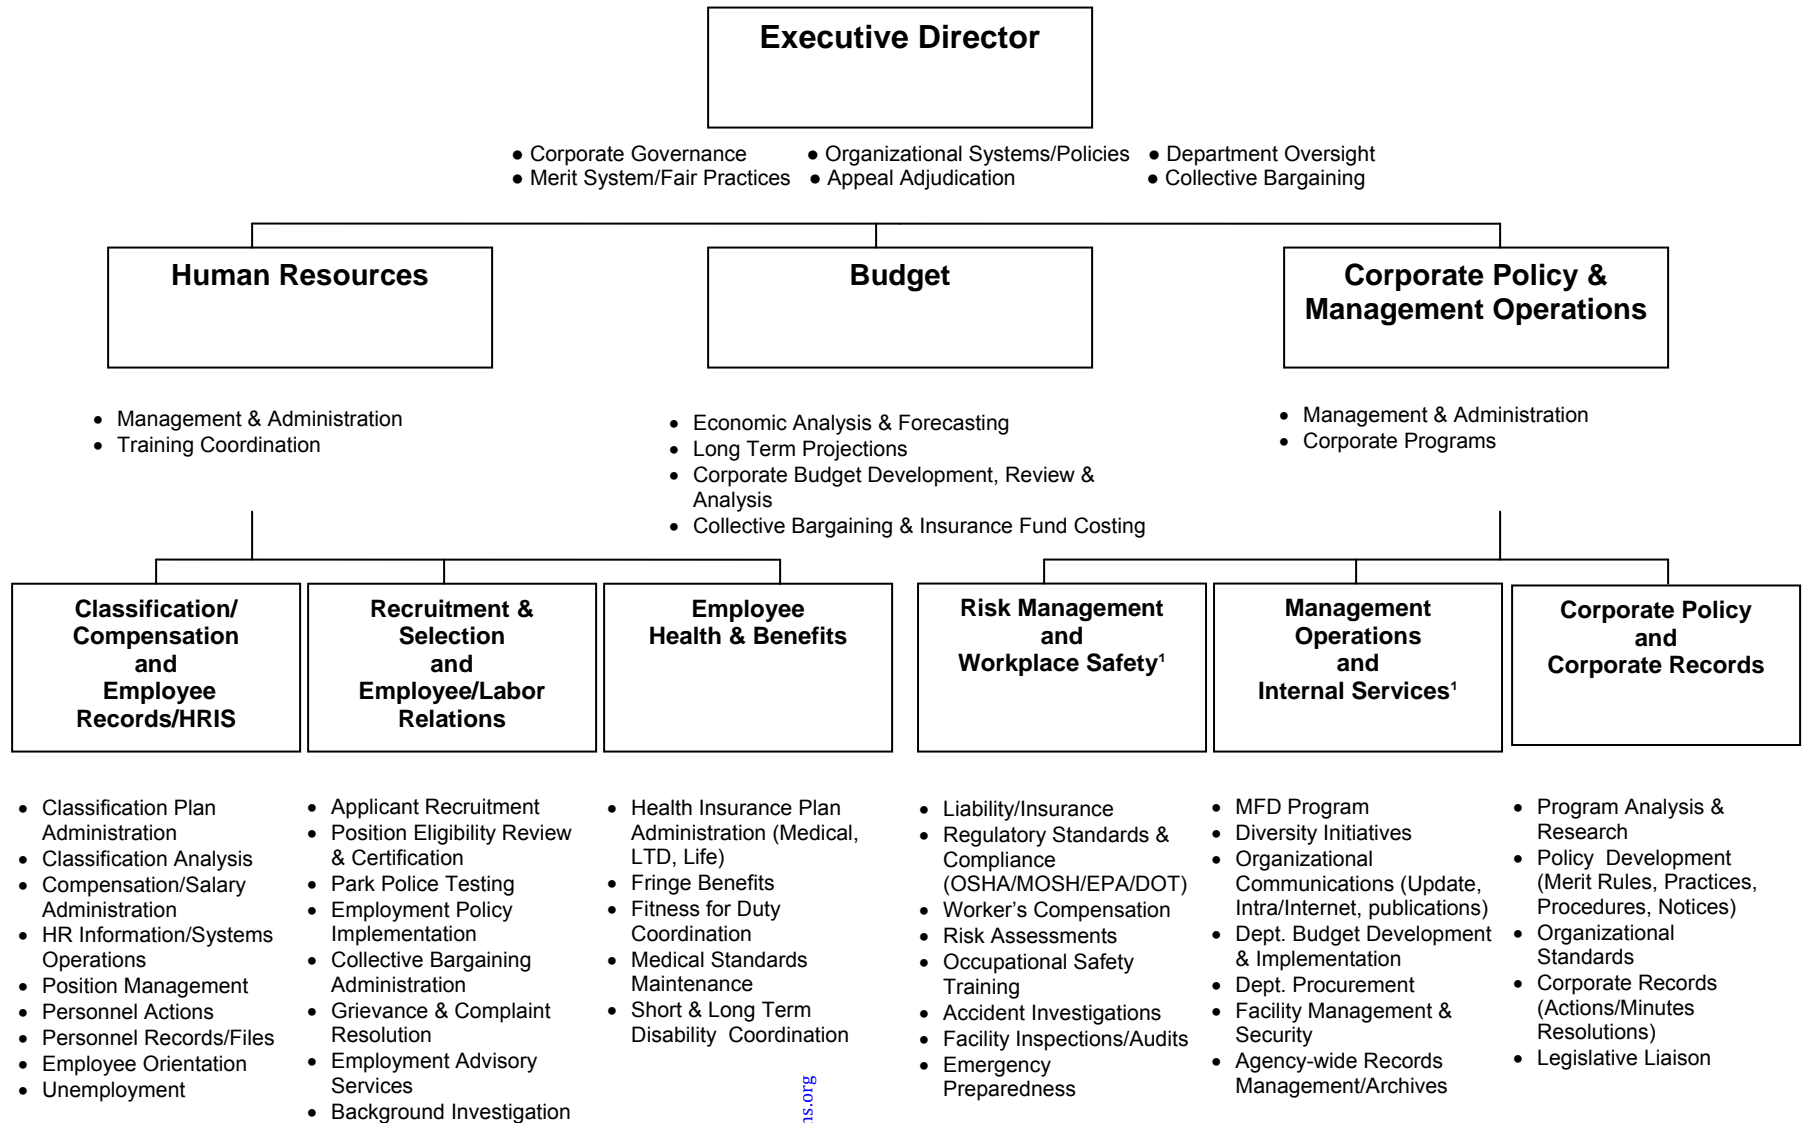 Executive Director
● Corporate Governance ● Organizational Systems/Policies ● Department Oversight
● Merit System/Fair Practices ● Appeal Adjudication ● Collective Bargaining
Human Resources
Budget
Corporate Policy &
Management Operations
• Management & Administration
• Training Coordination
• Economic Analysis & Forecasting
• Long Term Projections
• Corporate Budget Development, Review &
Analysis
• Collective Bargaining & Insurance Fund Costing
• Management & Administration
• Corporate Programs
Classification/
Compensation
and
Employee
Records/HRIS
Recruitment &
Selection
and
Employee/Labor
Relations
Employee
Health & Benefits
Risk Management
and
Workplace Safety¹
Management
Operations
and
Internal Services¹
Corporate Policy
and
Corporate Records
• Classification Plan
Administration
• Classification Analysis
• Compensation/Salary
Administration
• HR Information/Systems
Operations
• Position Management
• Personnel Actions
• Personnel Records/Files
• Employee Orientation
• Unemployment
• Applicant Recruitment
• Position Eligibility Review
& Certification
• Park Police Testing
• Employment Policy
Implementation
• Collective Bargaining
Administration
• Grievance & Complaint
Resolution
• Employment Advisory
Services
• Background Investigation
• Health Insurance Plan
Administration (Medical,
LTD, Life)
• Fringe Benefits
• Fitness for Duty
Coordination
• Medical Standards
Maintenance
• Short & Long Term
Disability Coordination
• Liability/Insurance
• Regulatory Standards &
Compliance
(OSHA/MOSH/EPA/DOT)
• Worker’s Compensation
• Risk Assessments
• Occupational Safety
Training
• Accident Investigations
• Facility Inspections/Audits
• Emergency
Preparedness
• MFD Program
• Diversity Initiatives
• Organizational
Communications (Update,
Intra/Internet, publications)
• Dept. Budget Development
& Implementation
• Dept. Procurement
• Facility Management &
Security
• Agency-wide Records
Management/Archives
• Program Analysis &
Research
• Policy Development
(Merit Rules, Practices,
Procedures, Notices)
• Organizational
Standards
• Corporate Records
(Actions/Minutes
Resolutions)
• Legislative Liaison
ns.org